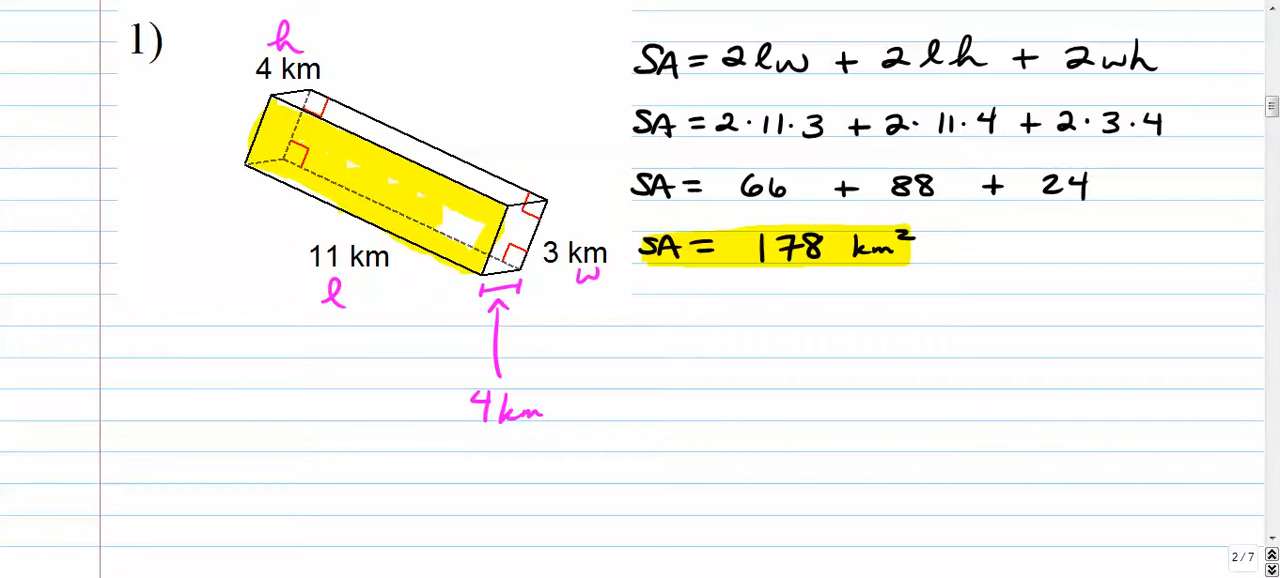 1)
h
4 km
11 km
l
3 km
w
4 km
SA = 2lw + 2lh + 2wh
SA = 2·11·3 + 2·11·4 + 2·3·4
SA = 66 + 88 + 24
SA = 178 km²
2 / 7